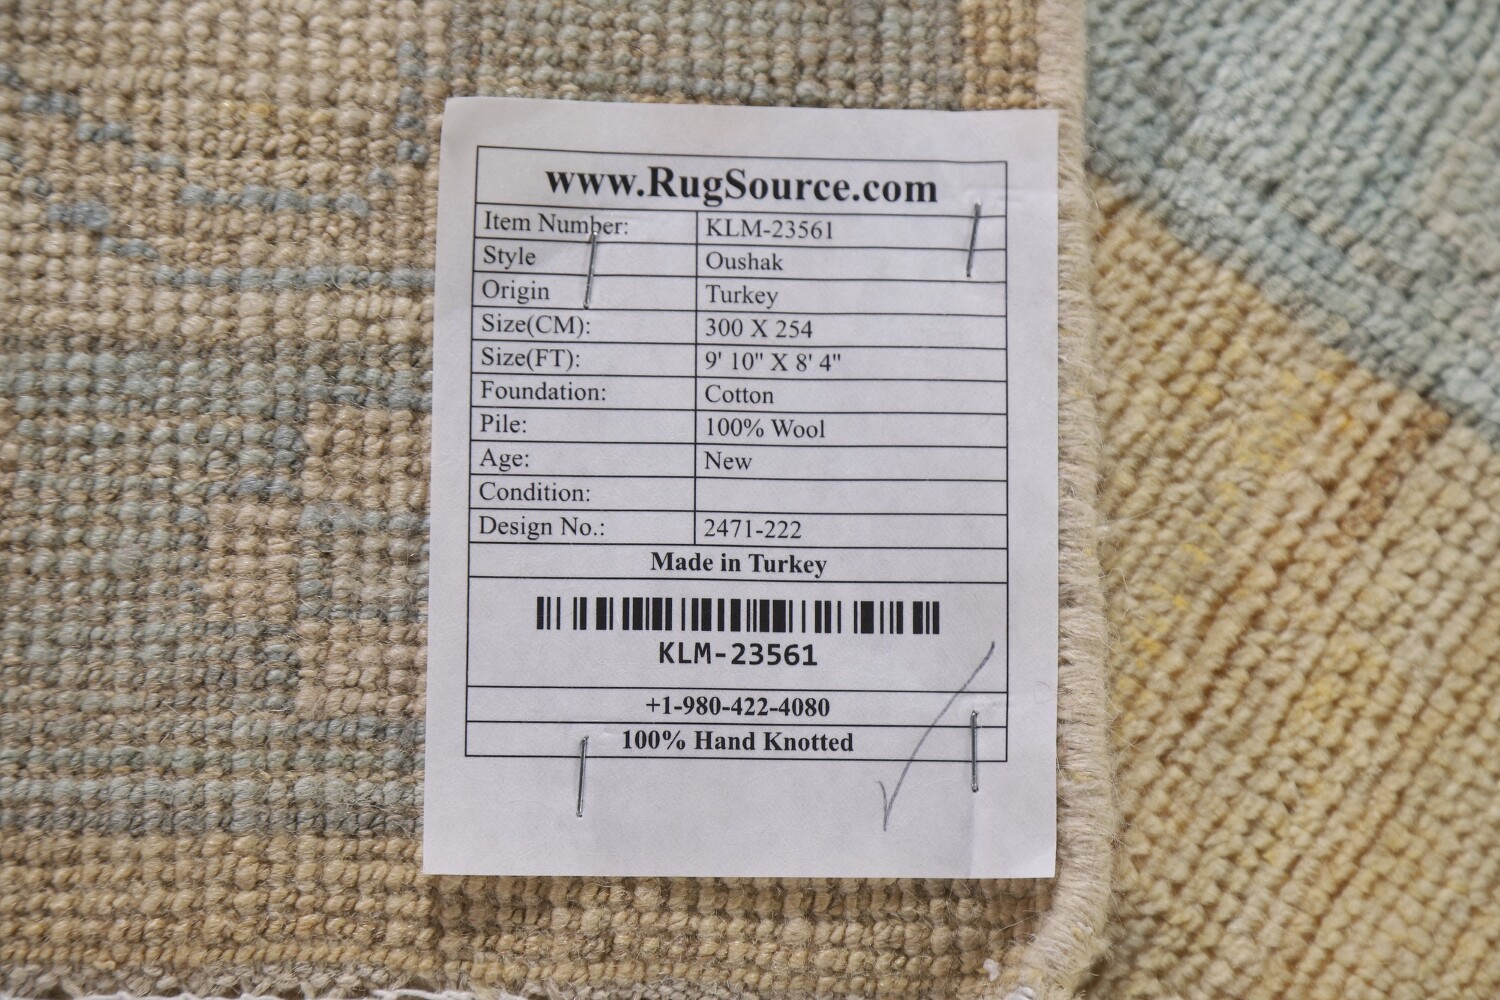 www.RugSource.com
Item Number: KLM-23561
Style Oushak
Origin Turkey
Size(CM): 300 X 254
Size(FT): 9' 10" X 8' 4"
Foundation: Cotton
Pile: 100% Wool
Age: New
Condition:
Design No.: 2471-222
Made in Turkey
KLM-23561
+1-980-422-4080
100% Hand Knotted